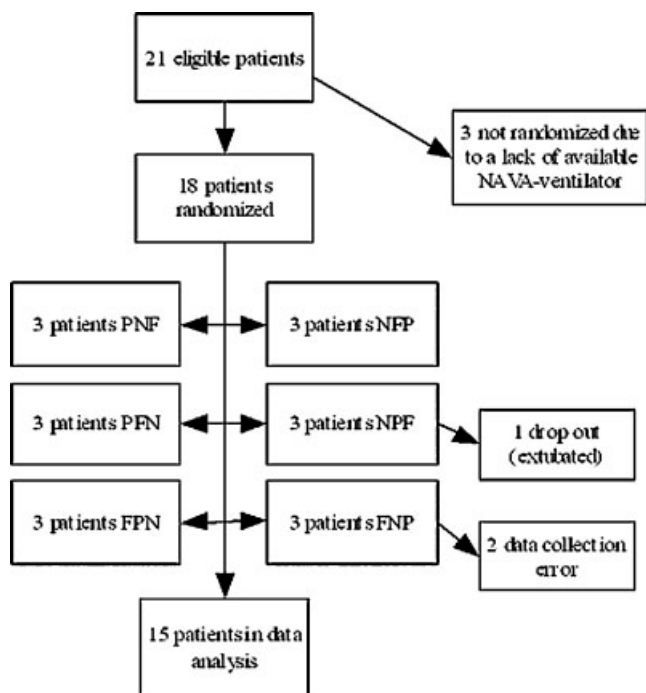 21 eligible patients
3 not randomized due
to a lack of available
NAVA-ventilator
18 patients
randomized
3 patients PNF
3 patients NFP
3 patients PFN
3 patients NPF
1 drop out
(extubated)
3 patients FPN
3 patients FNP
2 data collection
error
15 patients in data
analysis